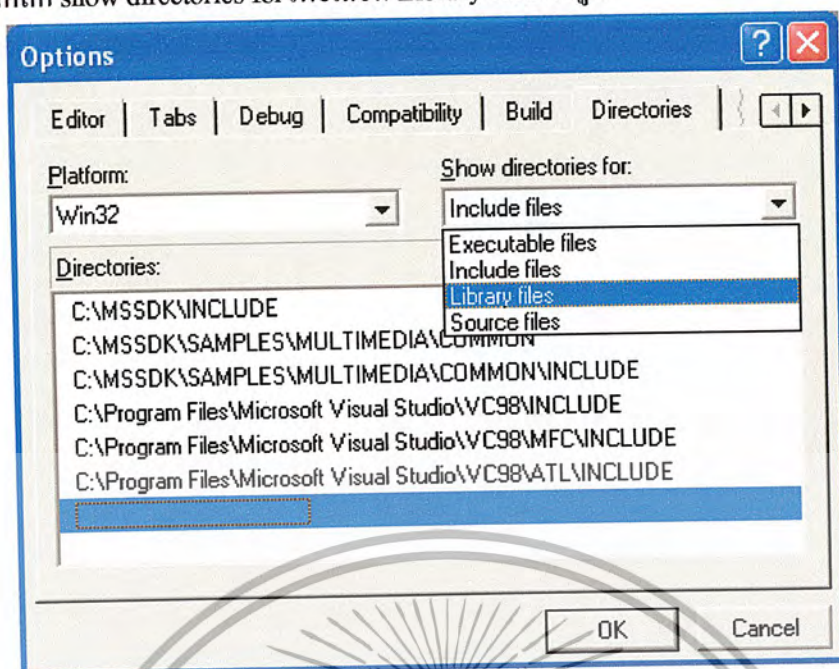 show directories for
Options
Editor
Tabs
Debug
Compatibility
Build
Directories
Platform:
Show directories for:
Win32
Include files
Executable files
Include files
Library files
Source files
Directories:
C:\MSSDK\INCLUDE
C:\MSSDK\SAMPLES\MULTIMEDIA\COMMON
C:\MSSDK\SAMPLES\MULTIMEDIA\COMMON\INCLUDE
C:\Program Files\Microsoft Visual Studio\VC98\INCLUDE
C:\Program Files\Microsoft Visual Studio\VC98\MFC\INCLUDE
C:\Program Files\Microsoft Visual Studio\VC98\ATL\INCLUDE
OK
Cancel